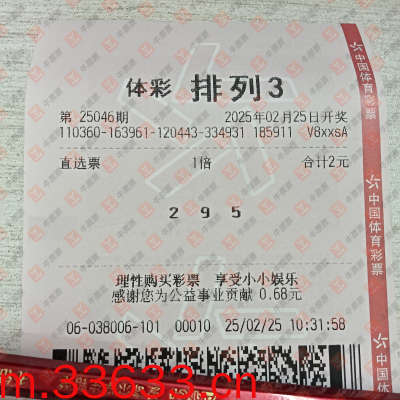 体彩 排列3
第 25046期 2025年02月25日开奖
110360-163961-120443-334931 185911 V8xxsA
直选票 1倍 合计2元
2 9 5
理性购买彩票 享受小小娱乐
感谢您为公益事业贡献 0.68元
06-038006-101 00010 25/02/25 10:31:58
中国体育彩票
中国体育彩票
m.33633.cn